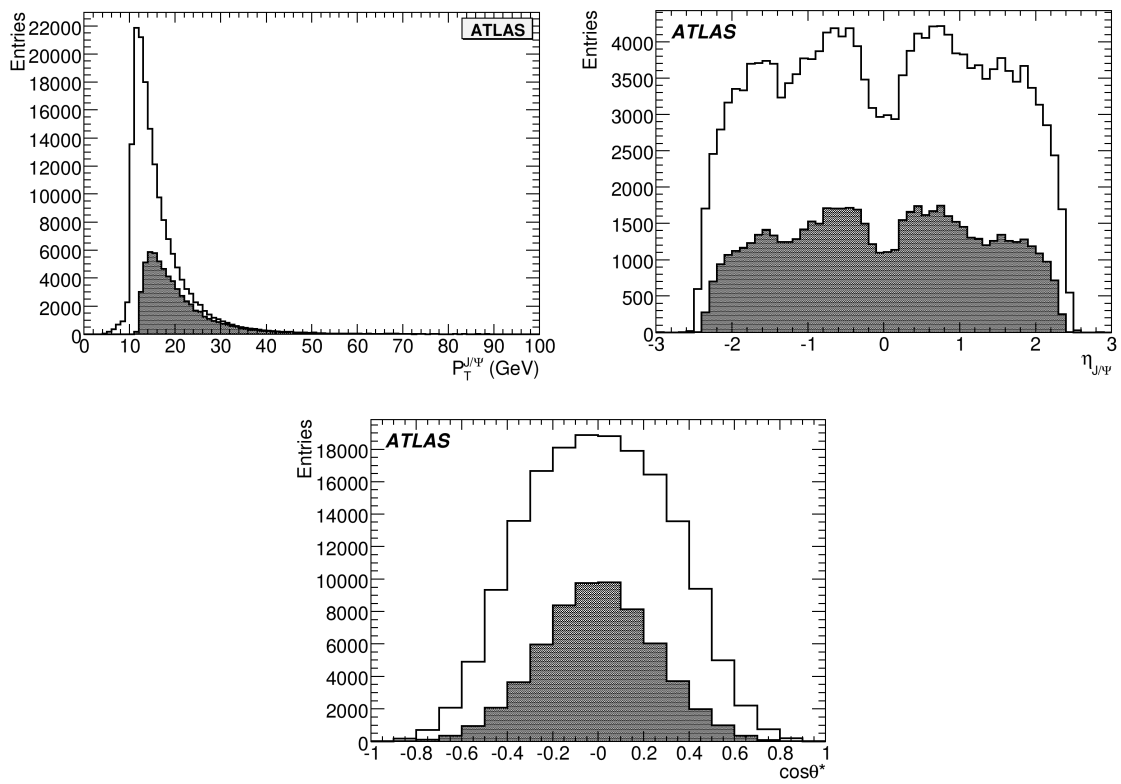 Entries
22000
20000
18000
16000
14000
12000
10000
8000
6000
4000
2000
0
ATLAS
0 10 20 30 40 50 60 70 80 90 100
P_T^{J/Ψ} (GeV)
Entries
4000
3500
3000
2500
2000
1500
1000
500
0
ATLAS
-3 -2 -1 0 1 2 3
η_{J/Ψ}
Entries
18000
16000
14000
12000
10000
8000
6000
4000
2000
0
ATLAS
-1 -0.8 -0.6 -0.4 -0.2 -0 0.2 0.4 0.6 0.8 1
cosθ*